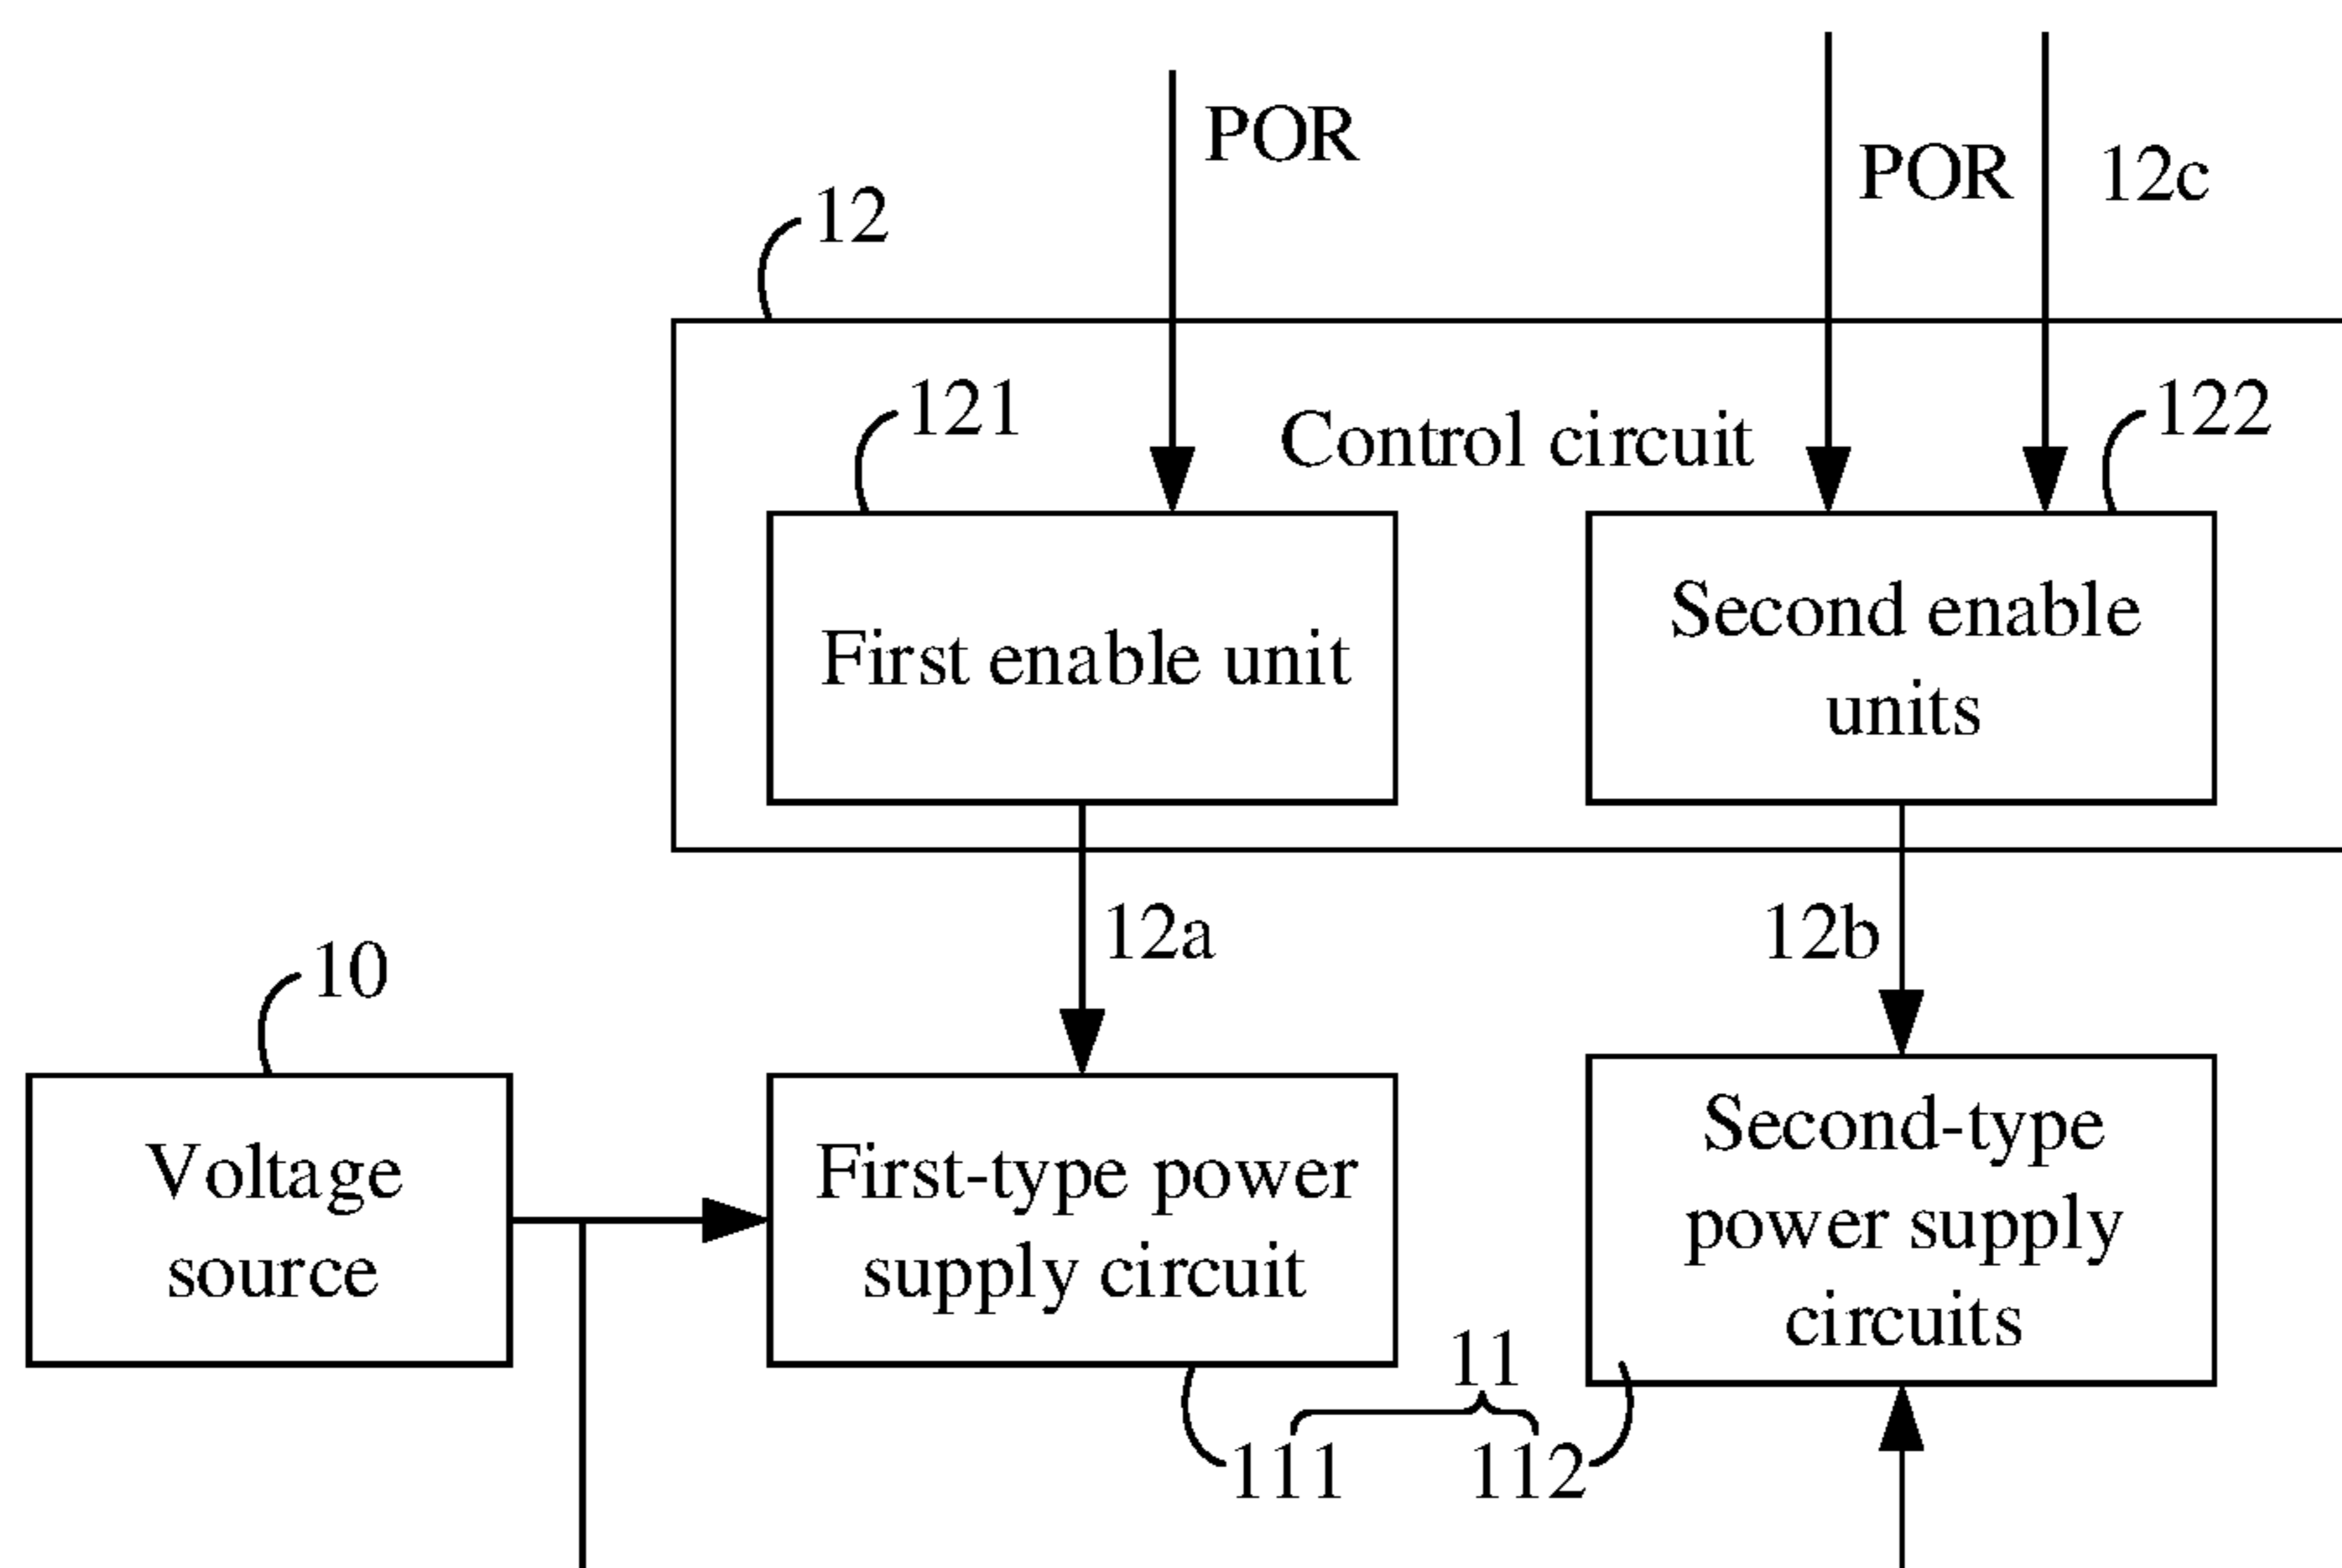 POR
POR
12c
12
121
Control circuit
122
First enable unit
Second enable
units
12a
12b
10
Voltage
source
First-type power
supply circuit
Second-type
power supply
circuits
11
111
112